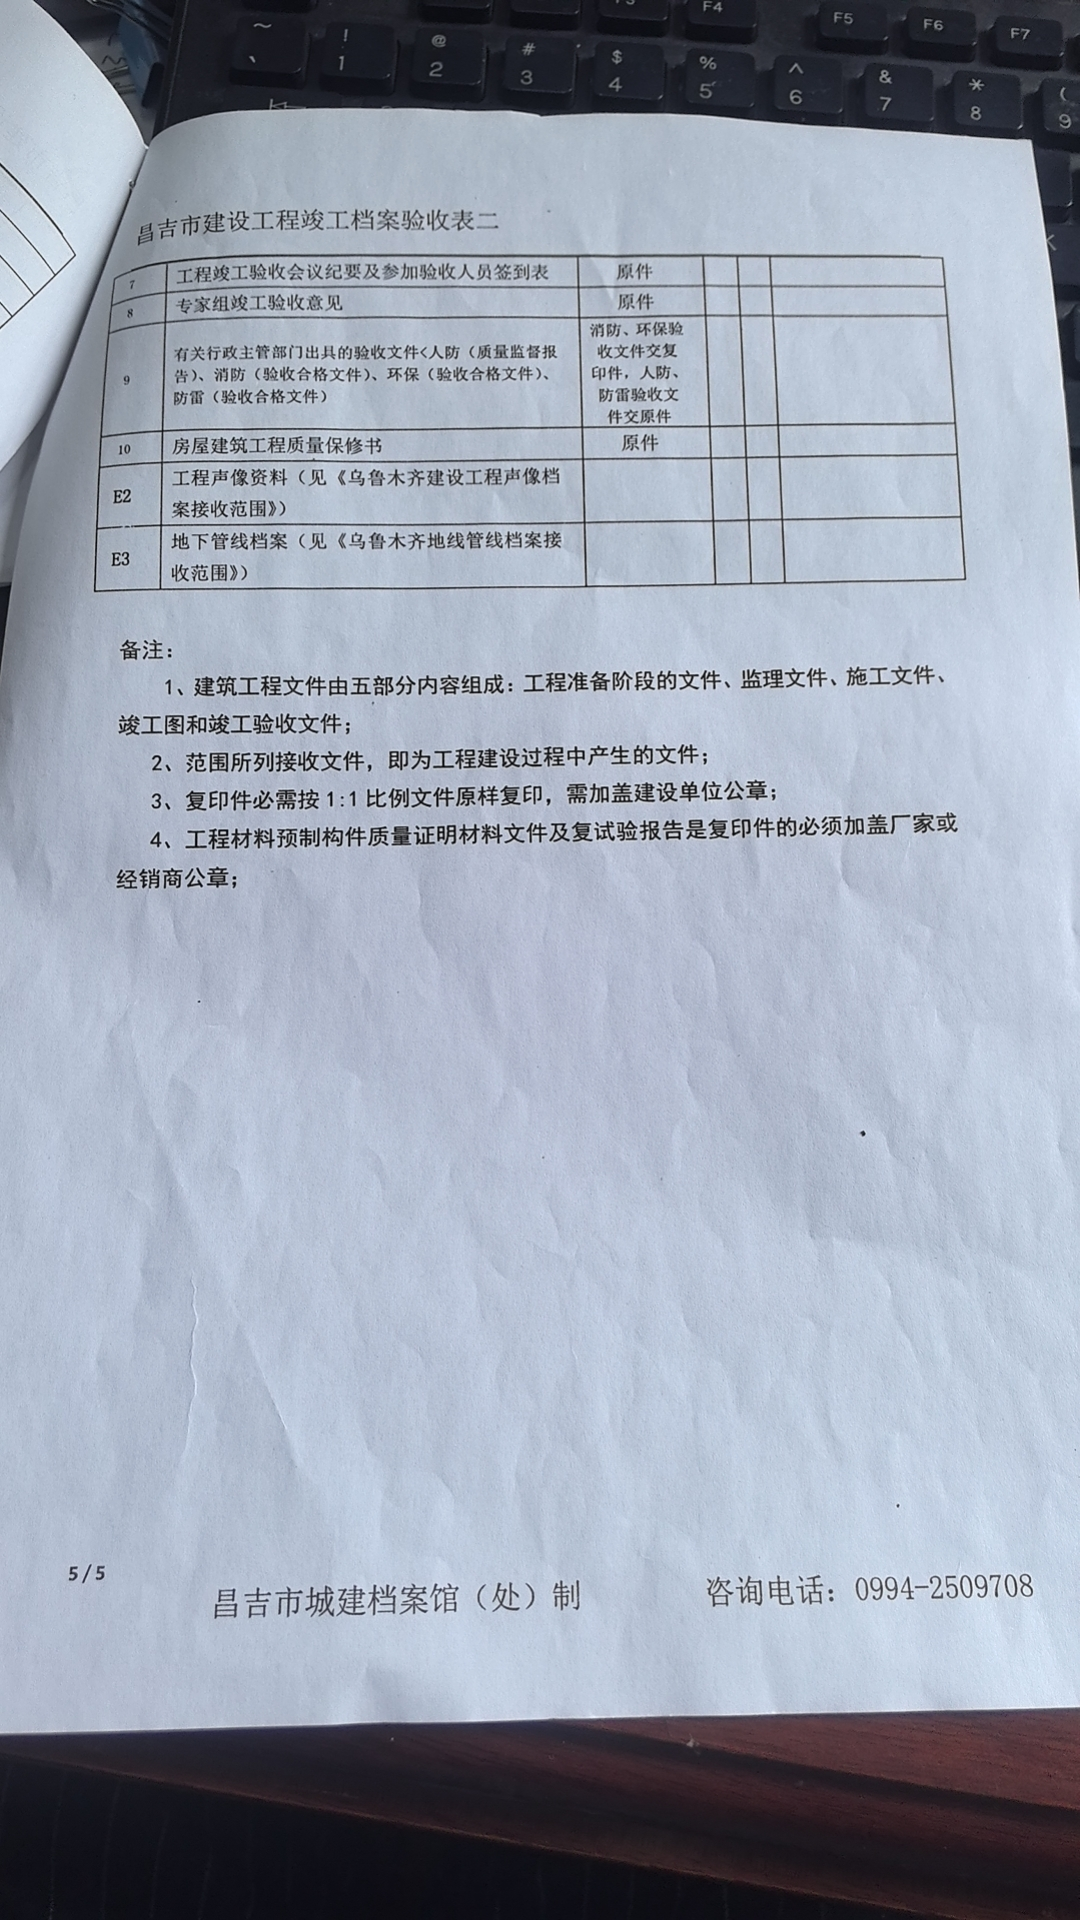 ~
、
!
1
@
2
#
3
$
4
%
5
^
6
&
7
*
8
(
9
F4
F5
F6
F7
K
昌吉市建设工程竣工档案验收表二
7 工程竣工验收会议纪要及参加验收人员签到表 原件
8 专家组竣工验收意见 原件
9
有关行政主管部门出具的验收文件<人防（质量监督报
告）、消防（验收合格文件）、环保（验收合格文件）、
防雷（验收合格文件）
消防、环保验
收文件交复
印件，人防、
防雷验收文
件交原件
10 房屋建筑工程质量保修书 原件
E2
工程声像资料（见《乌鲁木齐建设工程声像档
案接收范围》）
E3
地下管线档案（见《乌鲁木齐地线管线档案接
收范围》）
备注：
1、建筑工程文件由五部分内容组成：工程准备阶段的文件、监理文件、施工文件、
竣工图和竣工验收文件；
2、范围所列接收文件，即为工程建设过程中产生的文件；
3、复印件必需按 1:1 比例文件原样复印，需加盖建设单位公章；
4、工程材料预制构件质量证明材料文件及复试验报告是复印件的必须加盖厂家或
经销商公章；
5/5
昌吉市城建档案馆（处）制 咨询电话：0994-2509708